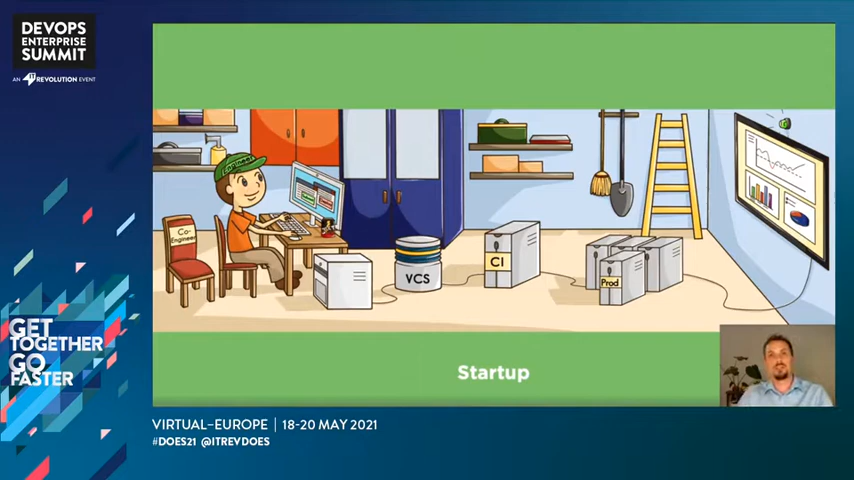 DEVOPS
ENTERPRISE
SUMMIT
AN IT REVOLUTION EVENT
Engineer
Co-
Engineer
VCS
CI
Prod
Startup
GET
TOGETHER
GO
FASTER
VIRTUAL-EUROPE | 18-20 MAY 2021
#DOES21 @ITREVDOES